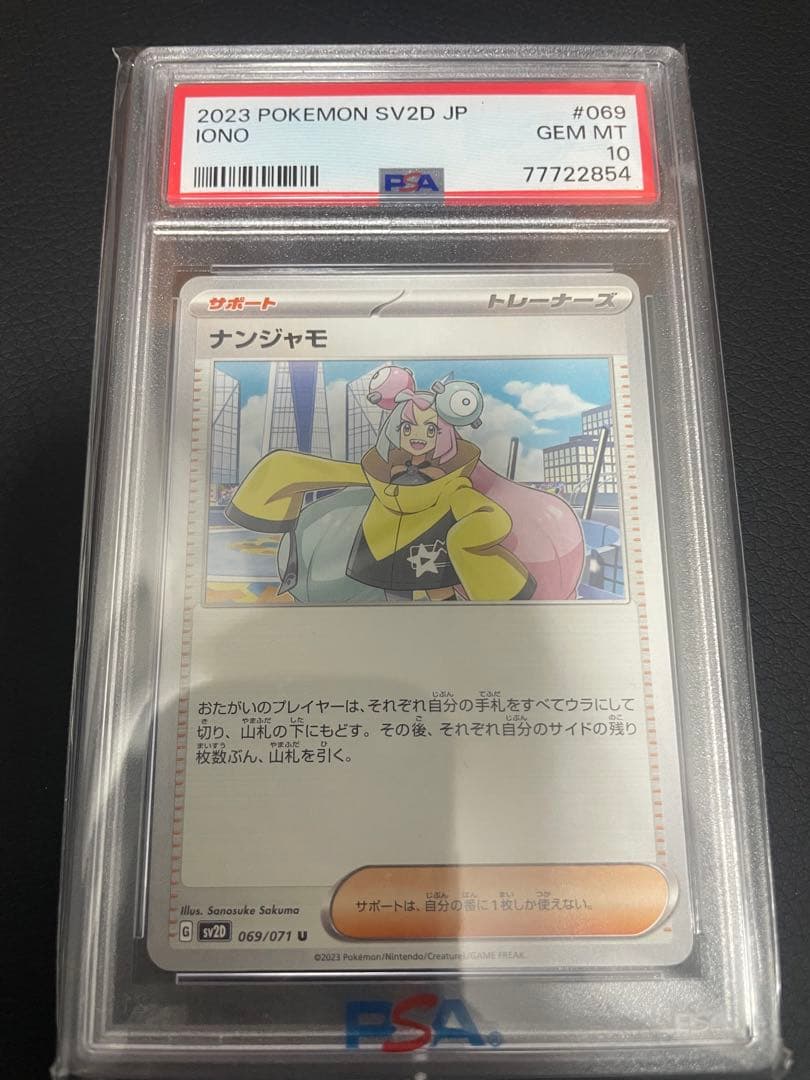 2023 POKEMON SV2D JP #069
IONO GEM MT
10
PSA 77722854
サポート トレーナーズ
ナンジャモ
おたがいのプレイヤーは、それぞれ自分の手札をすべてウラにして
切り、山札の下にもどす。その後、それぞれ自分のサイドの残り
枚数ぶん、山札を引く。
サポートは、自分の番に1枚しか使えない。
Illus. Sanosuke Sakuma
G SV2D 069/071 U
©2023 Pokémon/Nintendo/Creatures/GAME FREAK.
PSA®